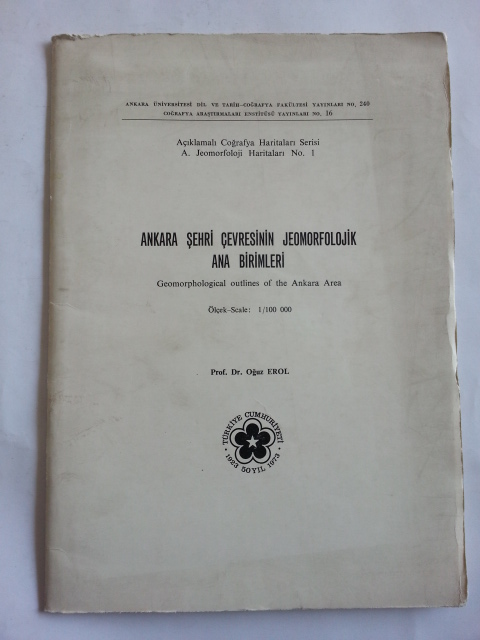 ANKARA ÜNİVERSİTESİ DİL VE TARİH-COĞRAFYA FAKÜLTESİ YAYINLARI NO. 240
COĞRAFYA ARAŞTIRMALARI ENSTİTÜSÜ YAYINLARI NO. 16
Açıklamalı Coğrafya Haritaları Serisi
A. Jeomorfoloji Haritaları No. 1
ANKARA ŞEHRİ ÇEVRESİNİN JEOMORFOLOJİK
ANA BİRİMLERİ
Geomorphological outlines of the Ankara Area
Ölçek-Scale: 1/100 000
Prof. Dr. Oğuz EROL
TÜRKİYE CUMHURİYETİ
1923 50 YIL 1973